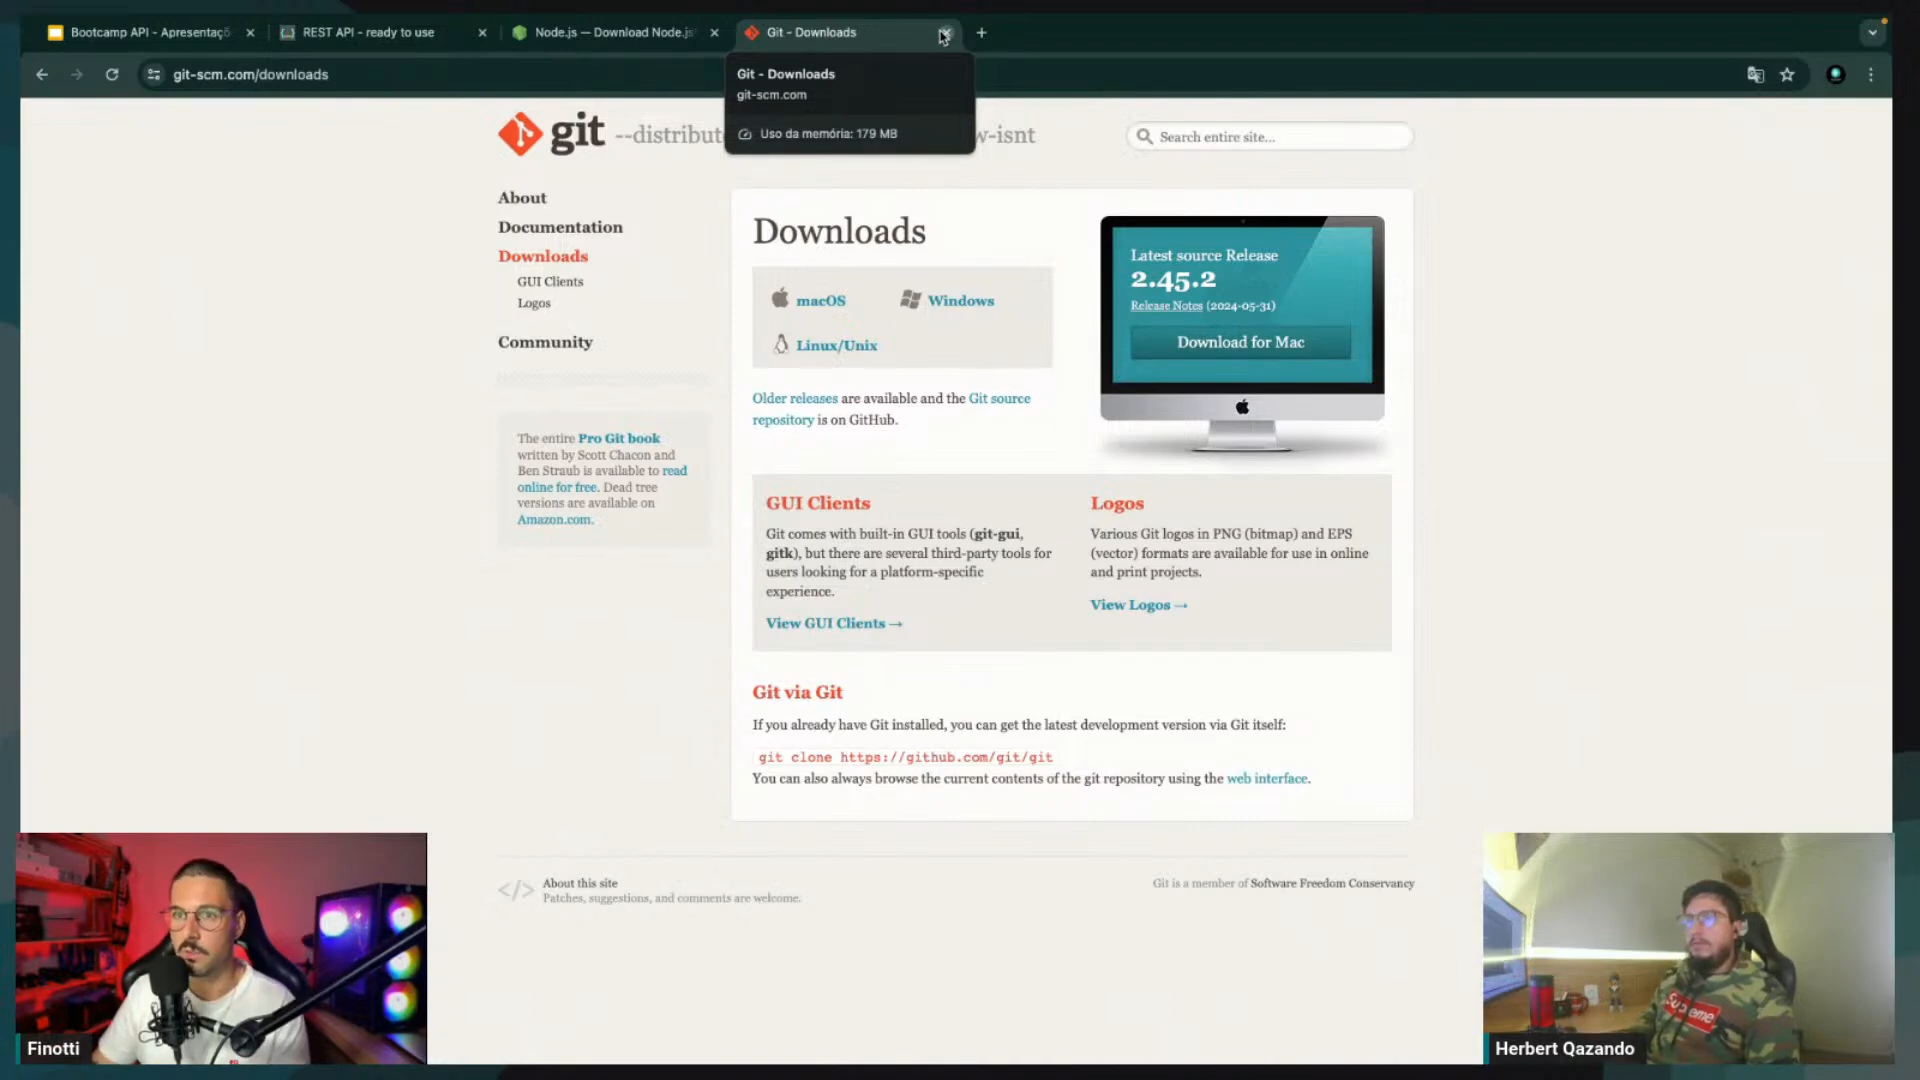 Bootcamp API - Apresentaçõ
REST API - ready to use
Node.js — Download Node.js
Git - Downloads
git-scm.com/downloads
Git - Downloads
git-scm.com
Uso da memória: 179 MB
git --distribut
w-isnt
Search entire site...
About
Documentation
Downloads
GUI Clients
Logos
Community
The entire Pro Git book
written by Scott Chacon and
Ben Straub is available to read
online for free. Dead tree
versions are available on
Amazon.com.
Downloads
macOS
Windows
Linux/Unix
Older releases are available and the Git source
repository is on GitHub.
Latest source Release
2.45.2
Release Notes (2024-05-31)
Download for Mac
GUI Clients
Git comes with built-in GUI tools (git-gui,
gitk), but there are several third-party tools for
users looking for a platform-specific
experience.
View GUI Clients →
Logos
Various Git logos in PNG (bitmap) and EPS
(vector) formats are available for use in online
and print projects.
View Logos →
Git via Git
If you already have Git installed, you can get the latest development version via Git itself:
git clone https://github.com/git/git
You can also always browse the current contents of the git repository using the web interface.
</> About this site
Patches, suggestions, and comments are welcome.
Git is a member of Software Freedom Conservancy
Finotti
Supreme
Herbert Qazando